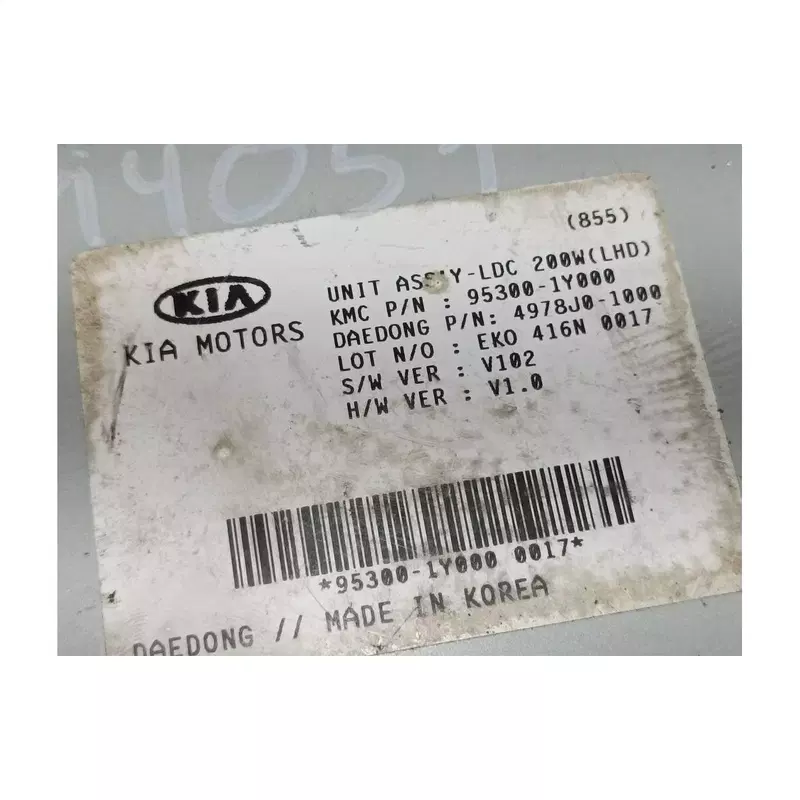 14051
(855)
UNIT ASS'Y-LDC 200W(LHD)
KMC P/N : 95300-1Y000
DAEDONG P/N: 4978J0-1000
LOT N/O : EKO 416N 0017
S/W VER : V102
H/W VER : V1.0
KIA
KIA MOTORS
*95300-1Y000 0017*
DAEDONG // MADE IN KOREA